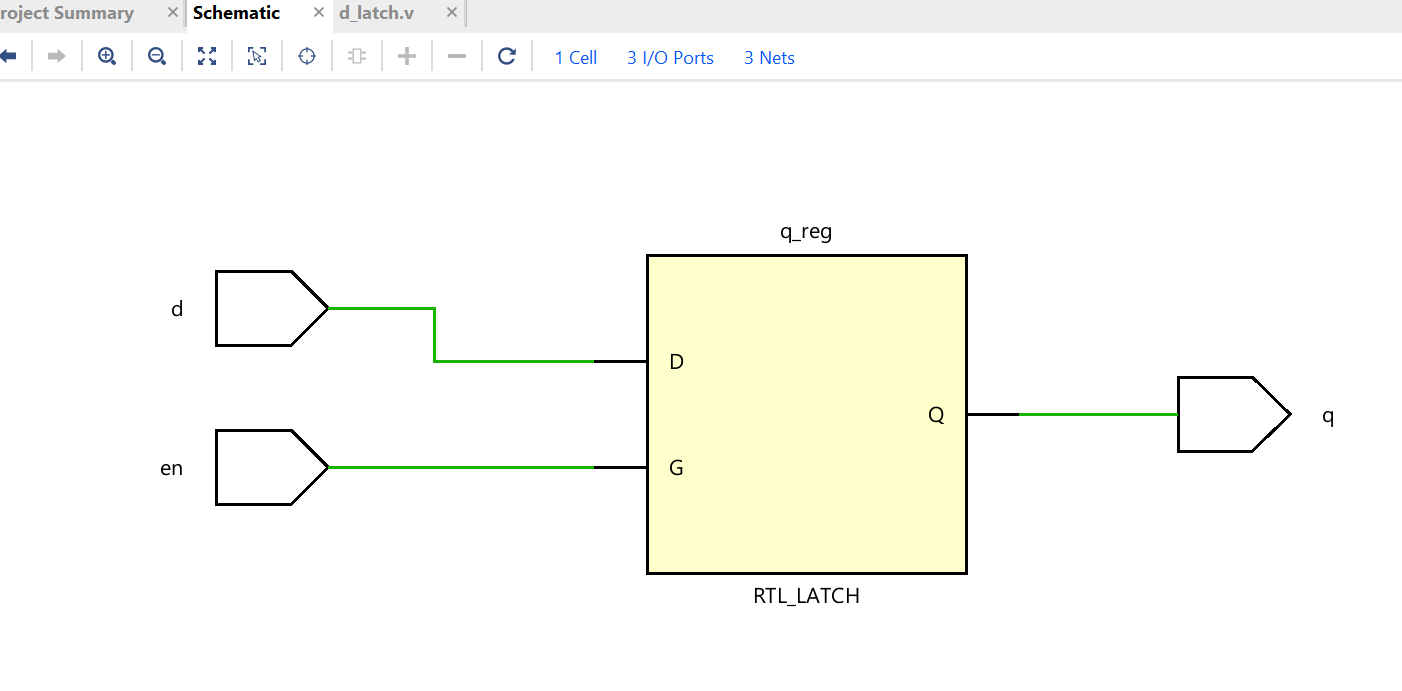 roject Summary
Schematic
d_latch.v
1 Cell
3 I/O Ports
3 Nets
q_reg
d
D
Q
q
en
G
RTL_LATCH